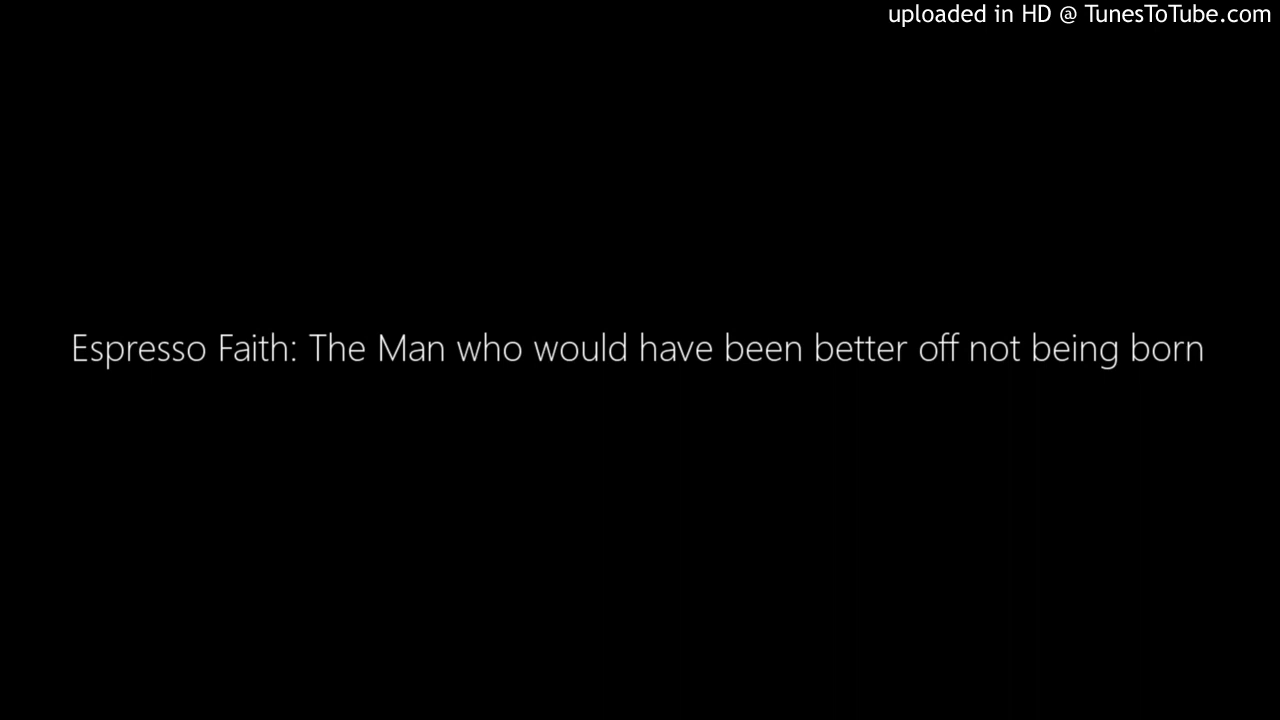 uploaded in HD @ TunesToTube.com
Espresso Faith: The Man who would have been better off not being born